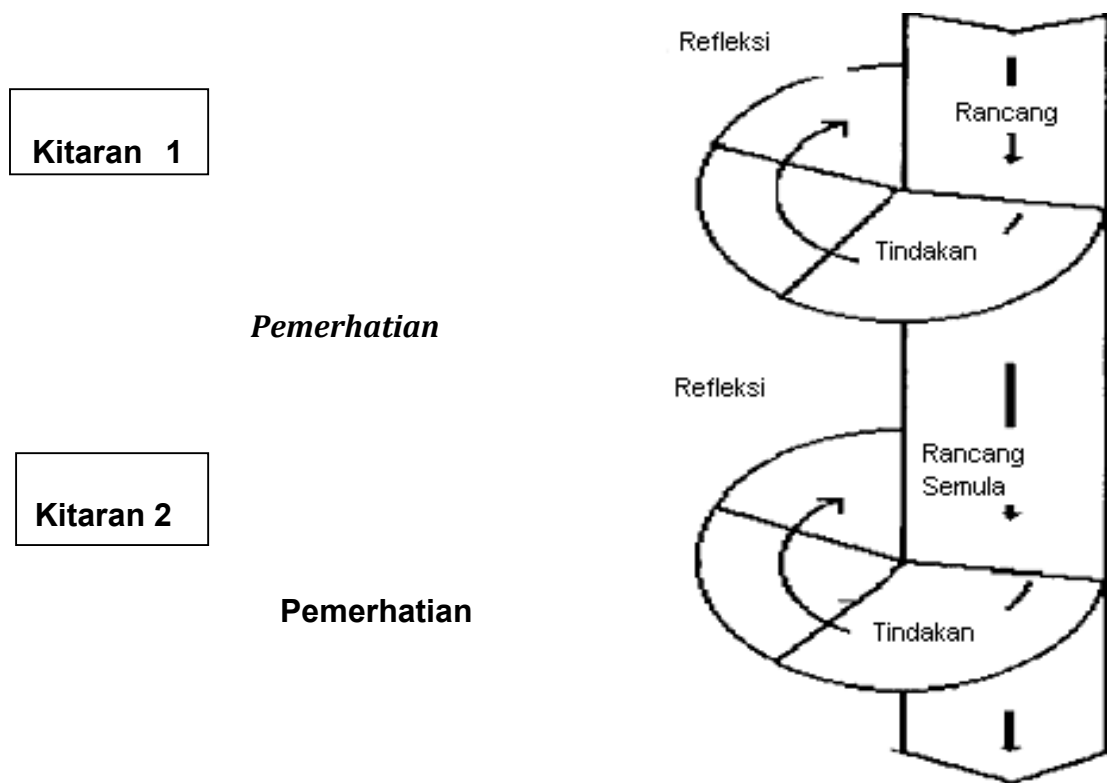 Refleksi
Rancang
Kitaran 1
Tindakan
Pemerhatian
Refleksi
Rancang
Semula
Kitaran 2
Pemerhatian
Tindakan